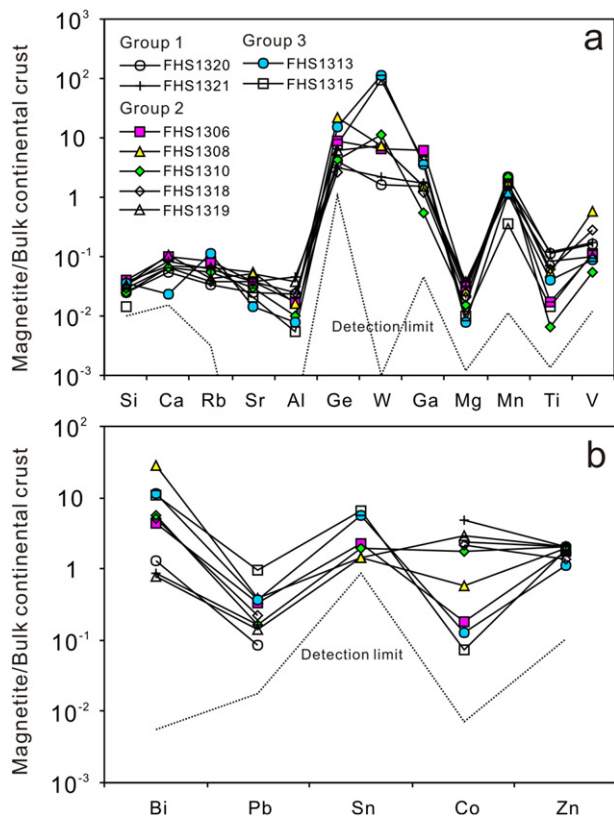 a
Magnetite/Bulk continental crust
10³
10²
10
1
10⁻¹
10⁻²
10⁻³
Group 1
FHS1320
FHS1321
Group 2
FHS1306
FHS1308
FHS1310
FHS1318
FHS1319
Group 3
FHS1313
FHS1315
Detection limit
Si Ca Rb Sr Al Ge W Ga Mg Mn Ti V
b
Magnetite/Bulk continental crust
10²
10
1
10⁻¹
10⁻²
10⁻³
Detection limit
Bi Pb Sn Co Zn